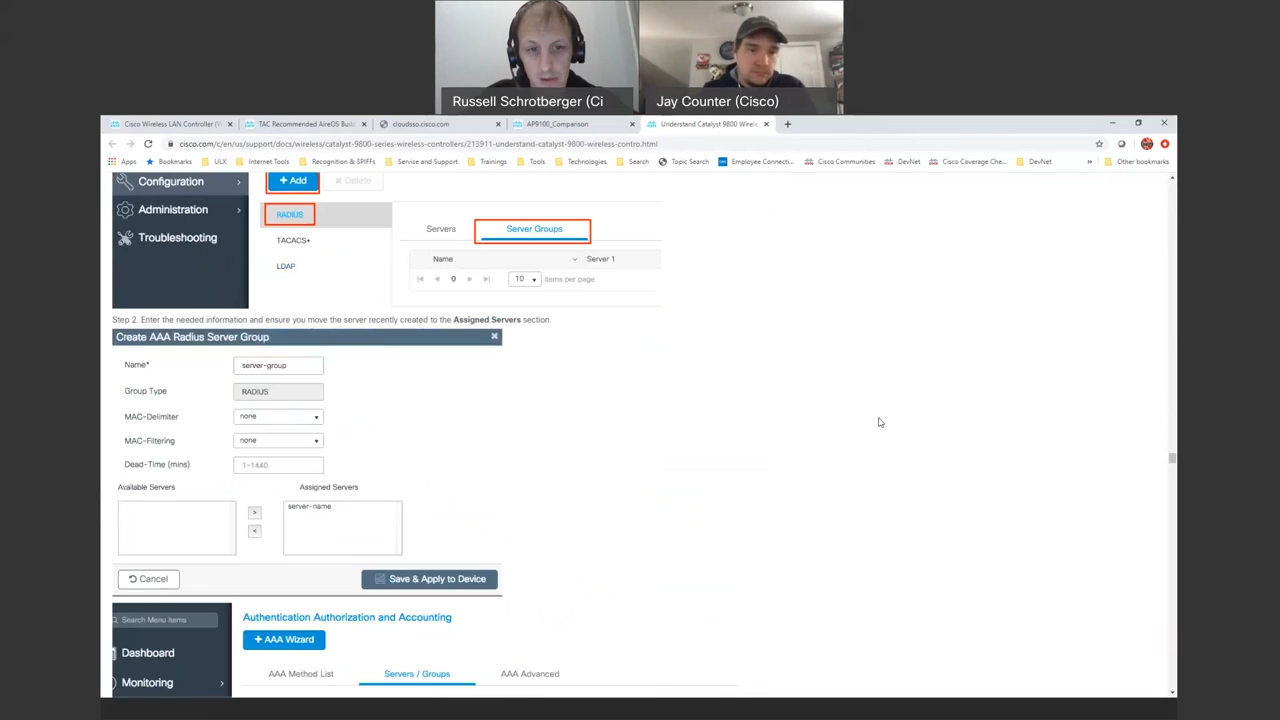 Russell Schrotberger (Ci
Jay Counter (Cisco)
Cisco Wireless LAN Controller (W
TAC Recommended AireOS Buil
cloudsso.cisco.com
AP9100_Comparison
Understand Catalyst 9800 Wirele
cisco.com/c/en/us/support/docs/wireless/catalyst-9800-series-wireless-controllers/213911-understand-catalyst-9800-wireless-contro.html
Apps
Bookmarks
ULX
Internet Tools
Recognition & SPIFFs
Service and Support
Trainings
Tools
Technologies
Search
Topic Search
Employee Connecti...
Cisco Communities
DevNet
Cisco Coverage Che...
DevNet
Other bookmarks
Configuration
+ Add
Delete
Administration
RADIUS
Servers
Server Groups
Troubleshooting
TACACS+
Name
Server 1
LDAP
0
10
items per page
Step 2. Enter the needed information and ensure you move the server recently created to the Assigned Servers section.
Create AAA Radius Server Group
Name*
server-group
Group Type
RADIUS
MAC-Delimiter
none
MAC-Filtering
none
Dead-Time (mins)
1-1440
Available Servers
Assigned Servers
server-name
>
<
Cancel
Save & Apply to Device
Search Menu Items
Authentication Authorization and Accounting
+ AAA Wizard
Dashboard
AAA Method List
Servers / Groups
AAA Advanced
Monitoring